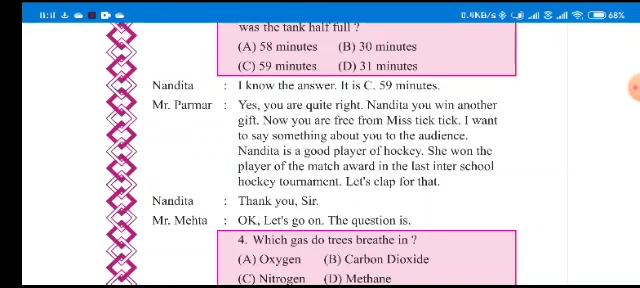 11:11
0.4KB/s
68%
was the tank half full ?
(A) 58 minutes (B) 30 minutes
(C) 59 minutes (D) 31 minutes
Nandita : I know the answer. It is C. 59 minutes.
Mr. Parmar : Yes, you are quite right. Nandita you win another
gift. Now you are free from Miss tick tick. I want
to say something about you to the audience.
Nandita is a good player of hockey. She won the
player of the match award in the last inter school
hockey tournament. Let's clap for that.
Nandita : Thank you, Sir.
Mr. Mehta : OK, Let's go on. The question is.
4. Which gas do trees breathe in ?
(A) Oxygen (B) Carbon Dioxide
(C) Nitrogen (D) Methane